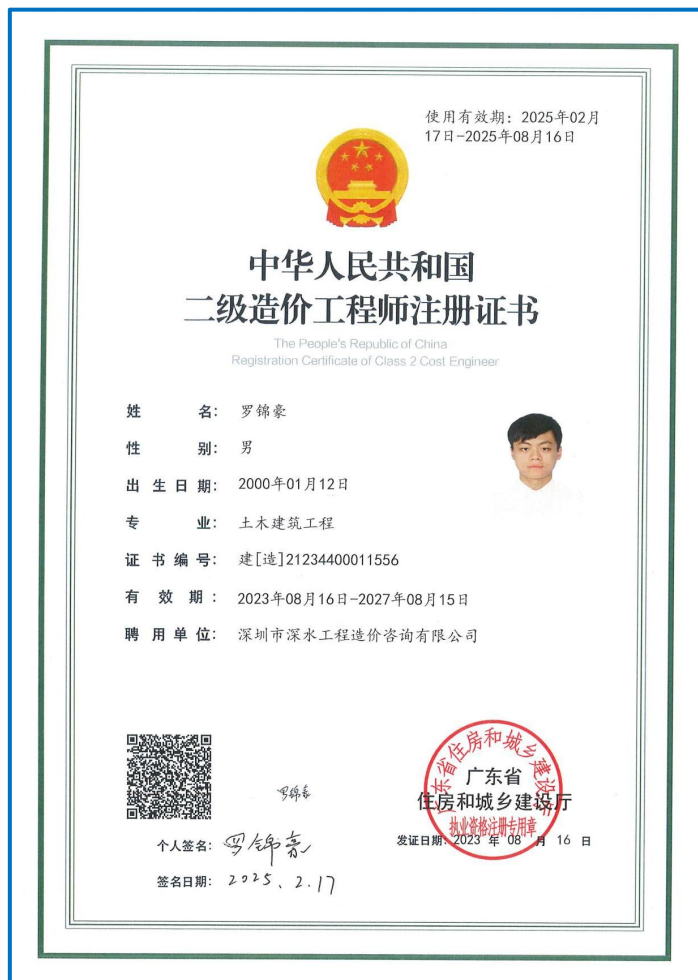 使用有效期：2025年02月
17日-2025年08月16日
中华人民共和国
二级造价工程师注册证书
The People's Republic of China
Registration Certificate of Class 2 Cost Engineer
姓 名： 罗锦豪
性 别： 男
出生日期： 2000年01月12日
专 业： 土木建筑工程
证书编号： 建[造]21234400011556
有 效 期： 2023年08月16日-2027年08月15日
聘用单位： 深圳市深水工程造价咨询有限公司
罗锦豪
广东省住房和城乡建设厅
广东省
住房和城乡建设厅
执业资格注册专用章
个人签名： 罗锦豪
发证日期：2023 年 08 月 16 日
签名日期： 2025、2.17